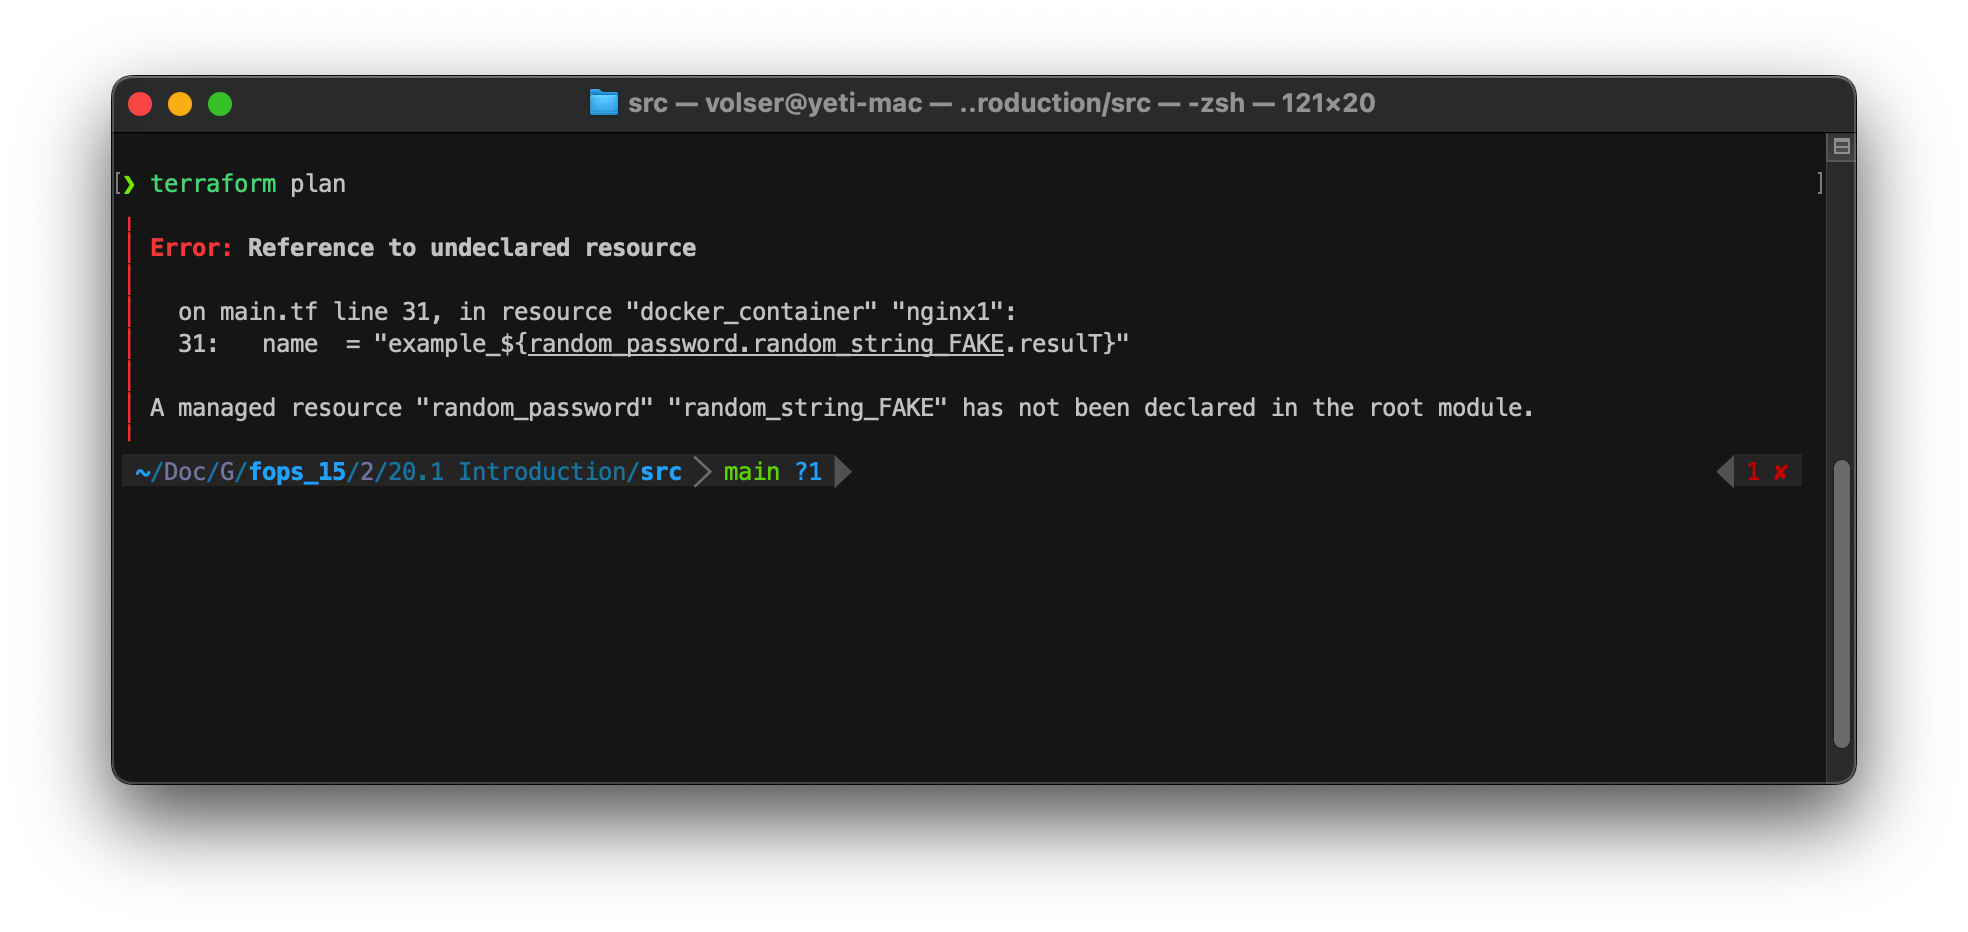 src — volser@yeti-mac — ..roduction/src — -zsh — 121×20
[❯ terraform plan ]
Error: Reference to undeclared resource
on main.tf line 31, in resource "docker_container" "nginx1":
31:   name  = "example_${random_password.random_string_FAKE.resulT}"
A managed resource "random_password" "random_string_FAKE" has not been declared in the root module.
~/Doc/G/fops_15/2/20.1 Introduction/src main ?1 1 ✘